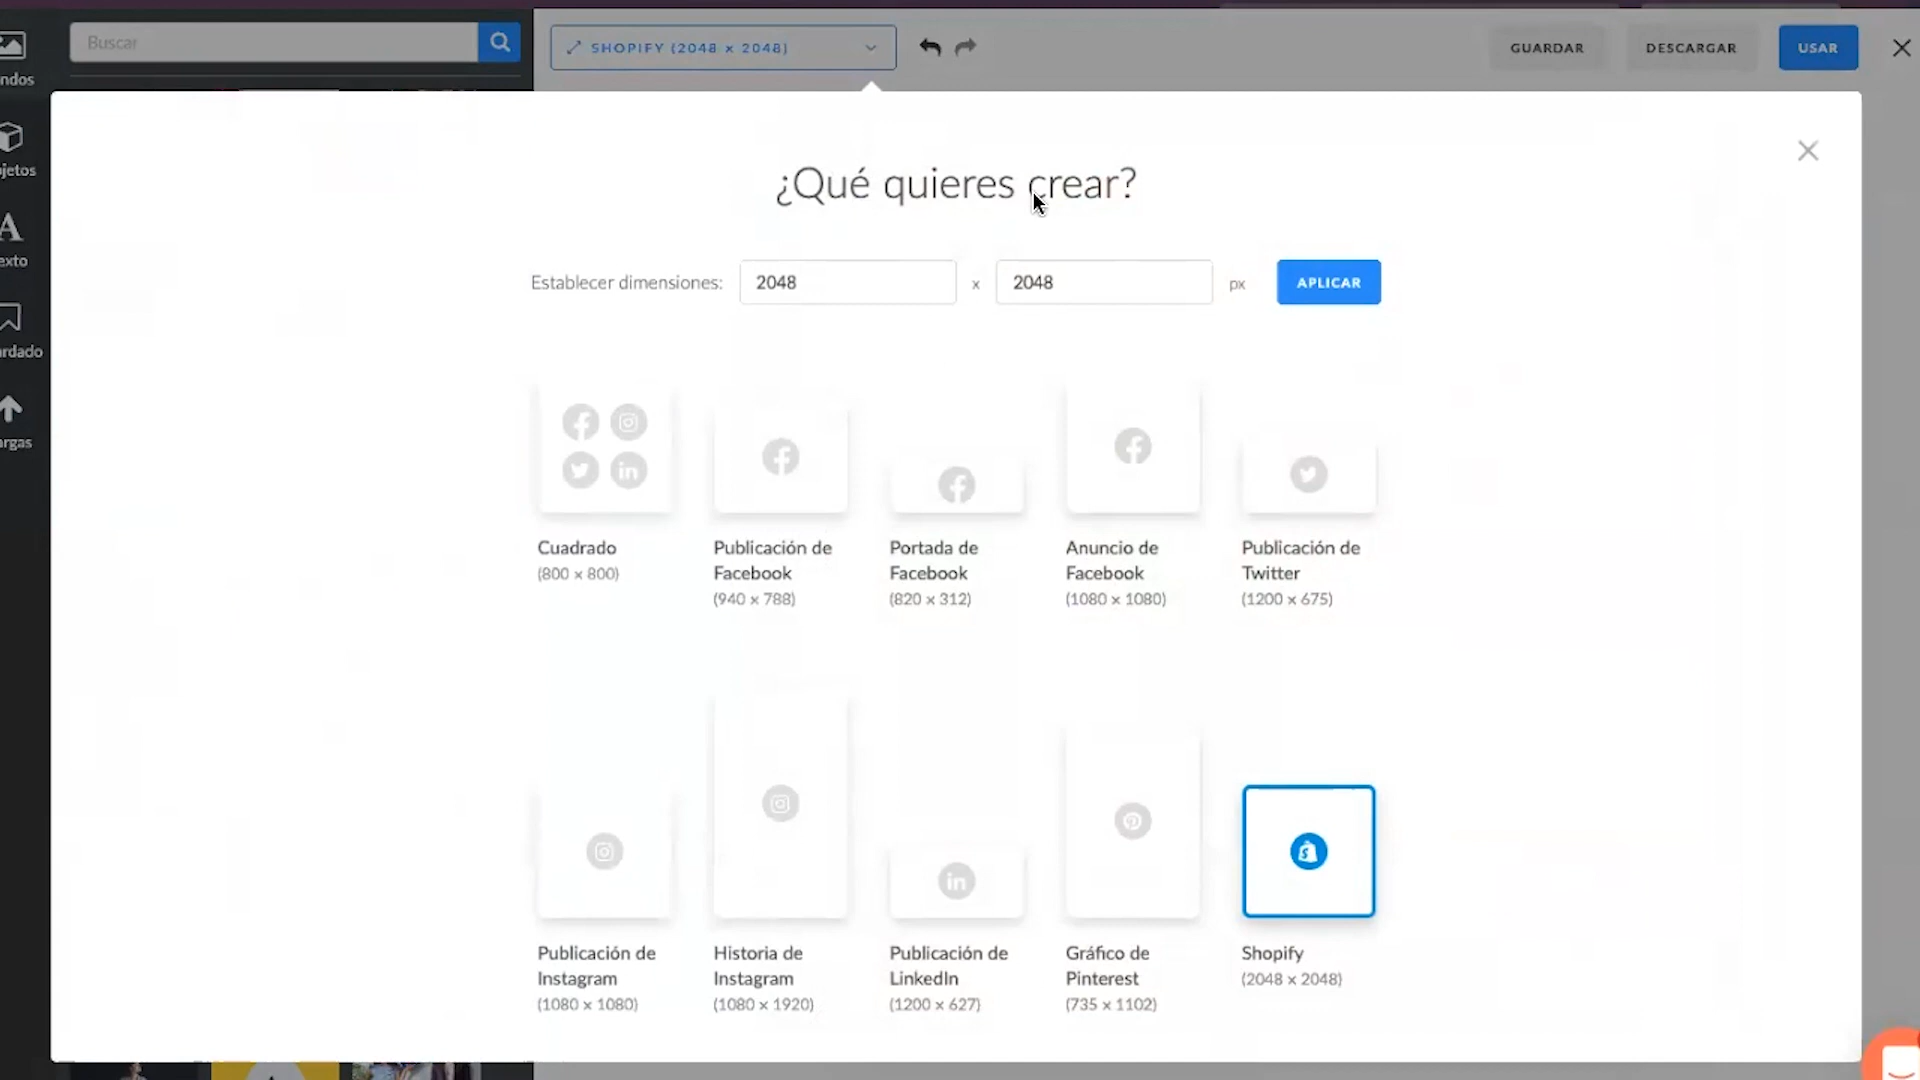 Buscar
SHOPIFY (2048 × 2048)
GUARDAR
DESCARGAR
USAR
ndos
jetos
exto
ardado
argas
¿Qué quieres crear?
Establecer dimensiones:
2048
x
2048
px
APLICAR
Cuadrado
(800 × 800)
Publicación de
Facebook
(940 × 788)
Portada de
Facebook
(820 × 312)
Anuncio de
Facebook
(1080 × 1080)
Publicación de
Twitter
(1200 × 675)
Publicación de
Instagram
(1080 × 1080)
Historia de
Instagram
(1080 × 1920)
Publicación de
LinkedIn
(1200 × 627)
Gráfico de
Pinterest
(735 × 1102)
Shopify
(2048 × 2048)